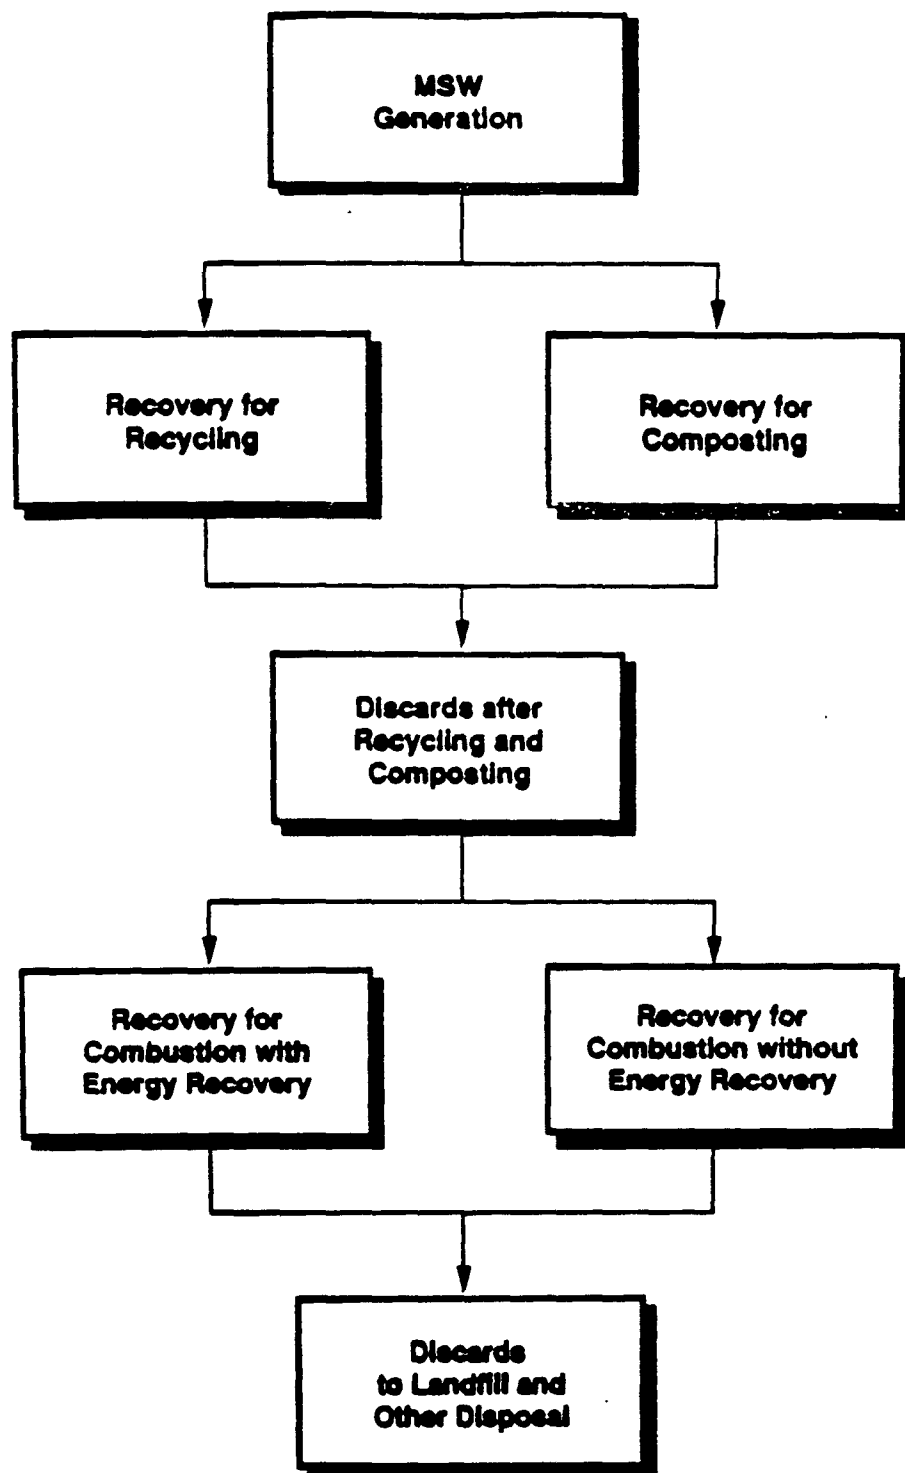 MSW
Generation
Recovery for
Recycling
Recovery for
Composting
Discards after
Recycling and
Composting
Recovery for
Combustion with
Energy Recovery
Recovery for
Combustion without
Energy Recovery
Discards
to Landfill and
Other Disposal